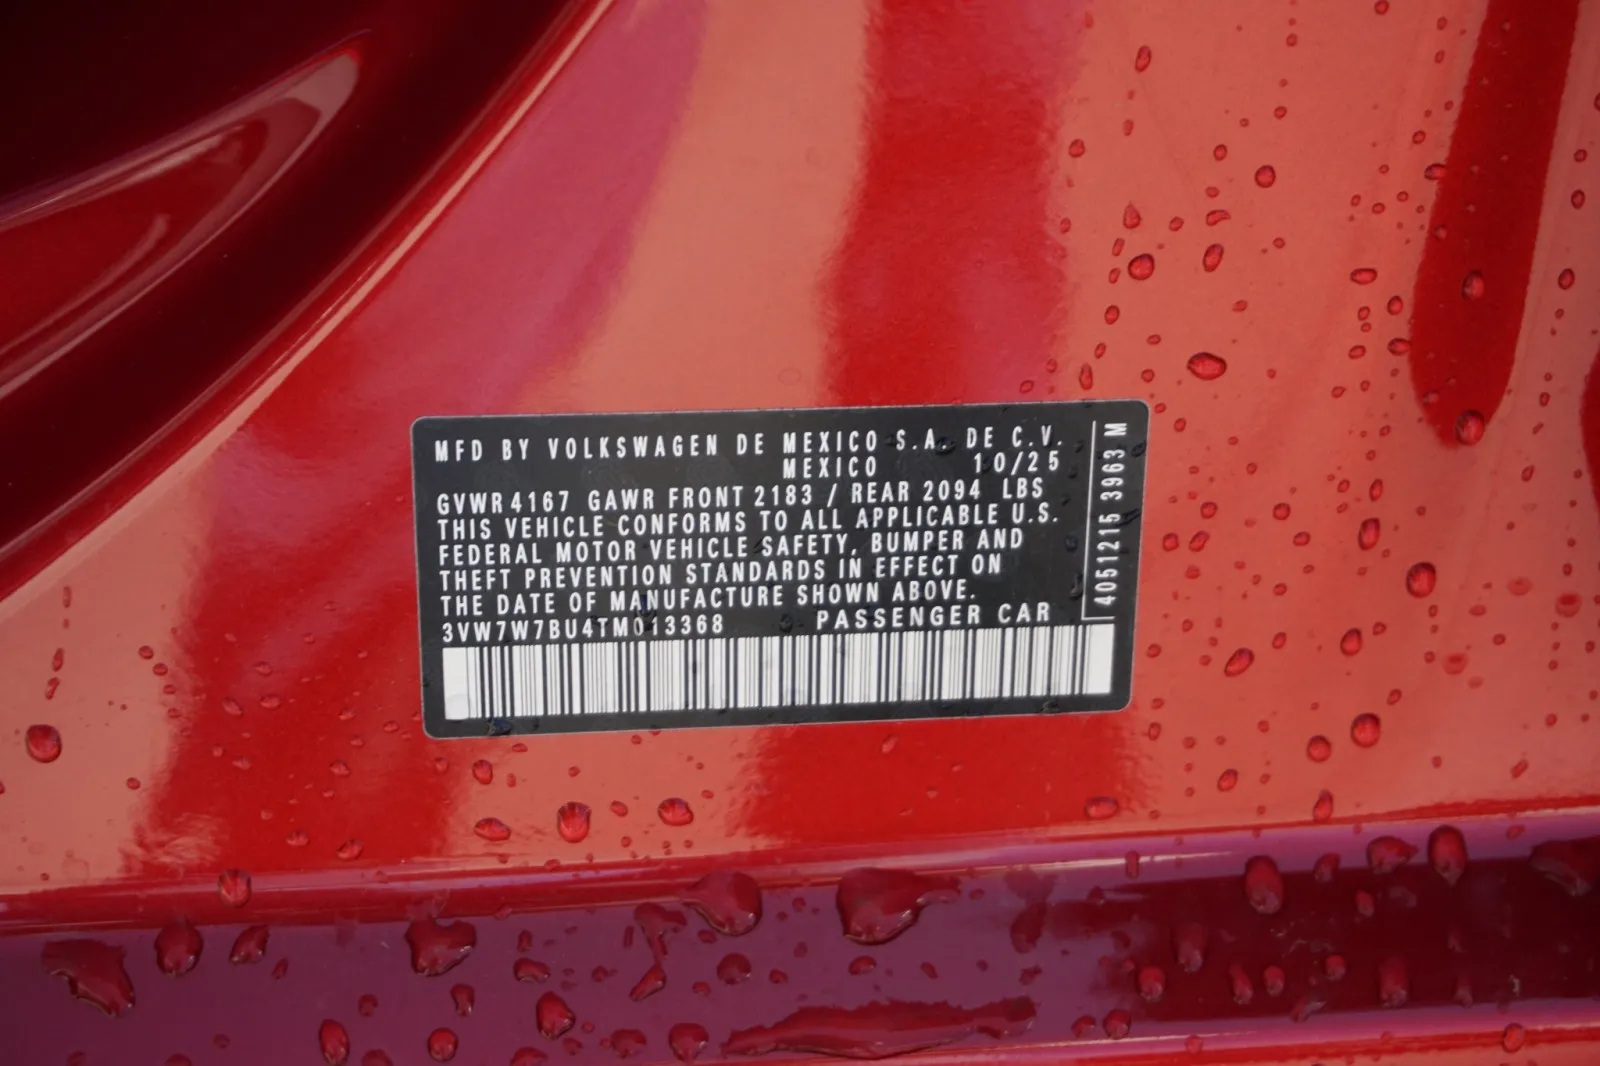 MFD BY VOLKSWAGEN DE MEXICO S.A. DE C.V.
MEXICO 10/25
GVWR 4167 GAWR FRONT 2183 / REAR 2094 LBS
THIS VEHICLE CONFORMS TO ALL APPLICABLE U.S.
FEDERAL MOTOR VEHICLE SAFETY, BUMPER AND
THEFT PREVENTION STANDARDS IN EFFECT ON
THE DATE OF MANUFACTURE SHOWN ABOVE.
3VW7W7BU4TM013368 PASSENGER CAR
40512115 3963 M